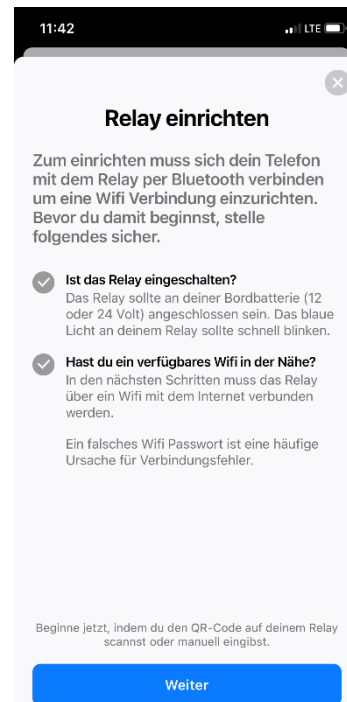 11:42
LTE
Relay einrichten
Zum einrichten muss sich dein Telefon
mit dem Relay per Bluetooth verbinden
um eine Wifi Verbindung einzurichten.
Bevor du damit beginnst, stelle
folgendes sicher.
Ist das Relay eingeschalten?
Das Relay sollte an deiner Bordbatterie (12
oder 24 Volt) angeschlossen sein. Das blaue
Licht an deinem Relay sollte schnell blinken.
Hast du ein verfügbares Wifi in der Nähe?
In den nächsten Schritten muss das Relay
über ein Wifi mit dem Internet verbunden
werden.
Ein falsches Wifi Passwort ist eine häufige
Ursache für Verbindungsfehler.
Beginne jetzt, indem du den QR-Code auf deinem Relay
scannst oder manuell eingibst.
Weiter